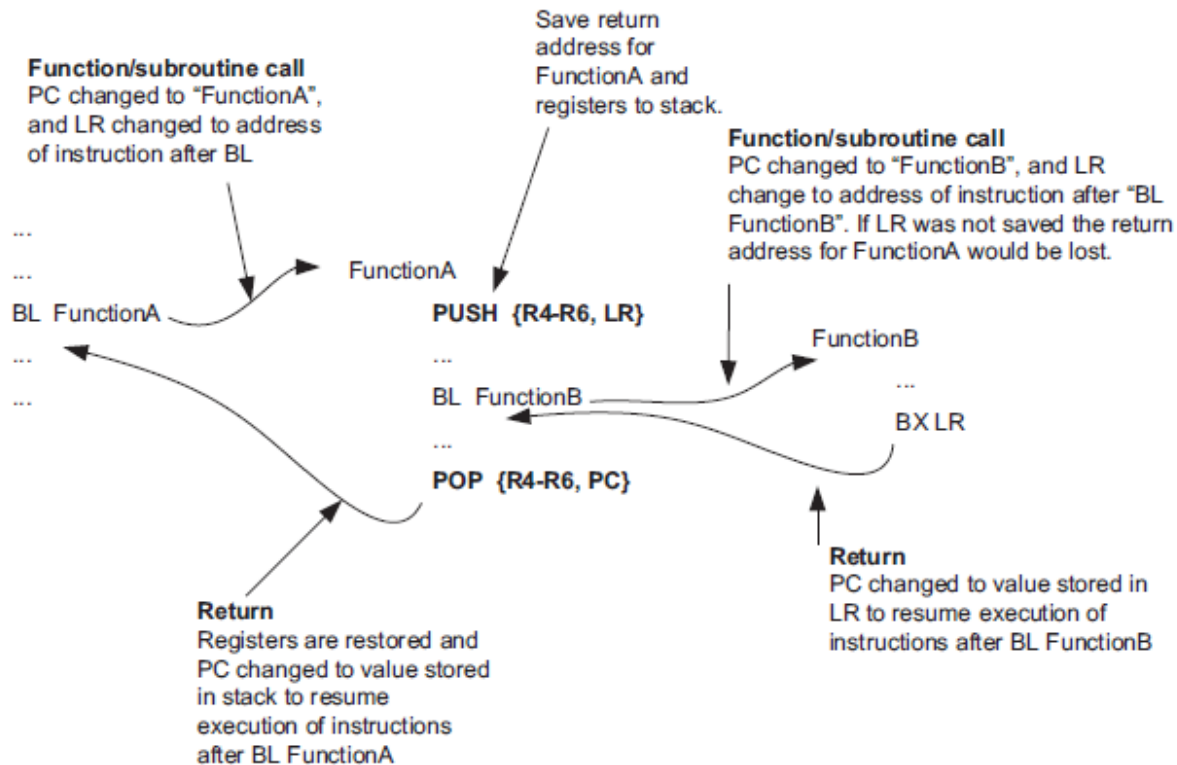 Save return
address for
FunctionA and
registers to stack.
Function/subroutine call
PC changed to “FunctionA”,
and LR changed to address
of instruction after BL
Function/subroutine call
PC changed to “FunctionB”, and LR
change to address of instruction after “BL
FunctionB”. If LR was not saved the return
address for FunctionA would be lost.
...
...
BL FunctionA
...
...
FunctionA
PUSH {R4-R6, LR}
...
BL FunctionB
...
POP {R4-R6, PC}
FunctionB
...
BX LR
Return
Registers are restored and
PC changed to value stored
in stack to resume
execution of instructions
after BL FunctionA
Return
PC changed to value stored in
LR to resume execution of
instructions after BL FunctionB